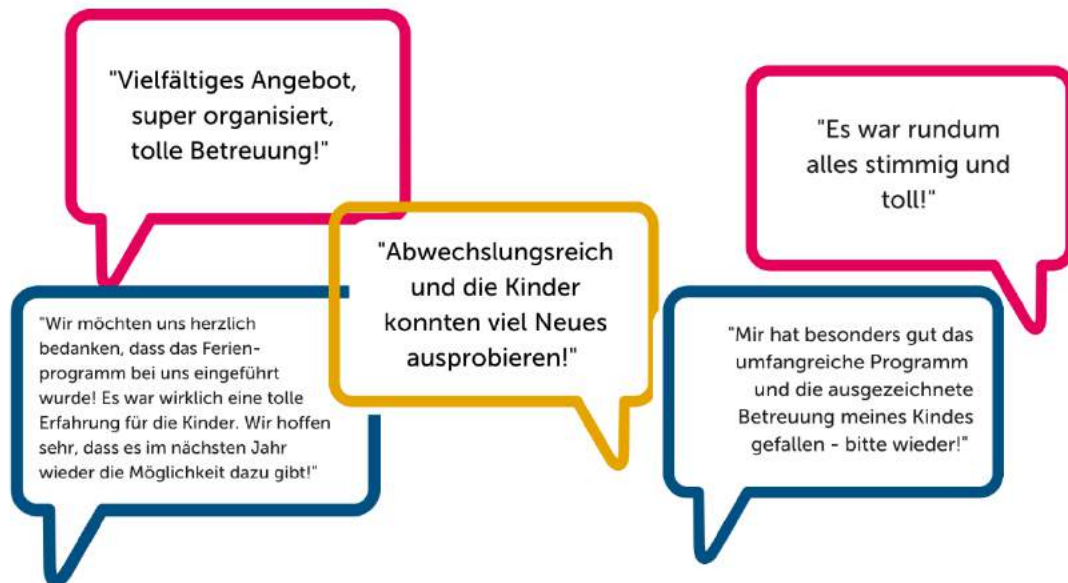 "Vielfältiges Angebot,
super organisiert,
tolle Betreuung!"
"Es war rundum
alles stimmig und
toll!"
"Abwechslungsreich
und die Kinder
konnten viel Neues
ausprobieren!"
"Wir möchten uns herzlich
bedanken, dass das Ferien-
programm bei uns eingeführt
wurde! Es war wirklich eine tolle
Erfahrung für die Kinder. Wir hoffen
sehr, dass es im nächsten Jahr
wieder die Möglichkeit dazu gibt!"
"Mir hat besonders gut das
umfangreiche Programm
und die ausgezeichnete
Betreuung meines Kindes
gefallen - bitte wieder!"